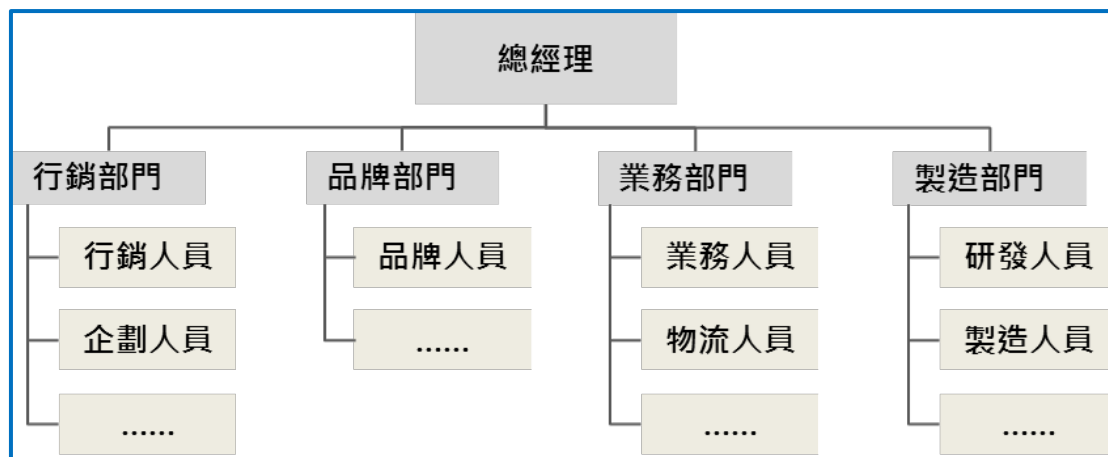 總經理
行銷部門
品牌部門
業務部門
製造部門
行銷人員
品牌人員
業務人員
研發人員
企劃人員
......
物流人員
製造人員
......
......
......